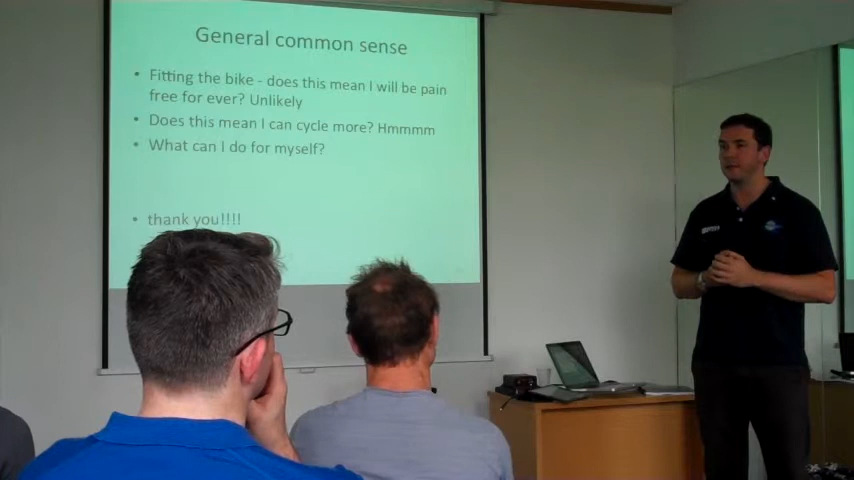 General common sense
• Fitting the bike - does this mean I will be pain
free for ever? Unlikely
• Does this mean I can cycle more? Hmmmm
• What can I do for myself?
• thank you!!!!